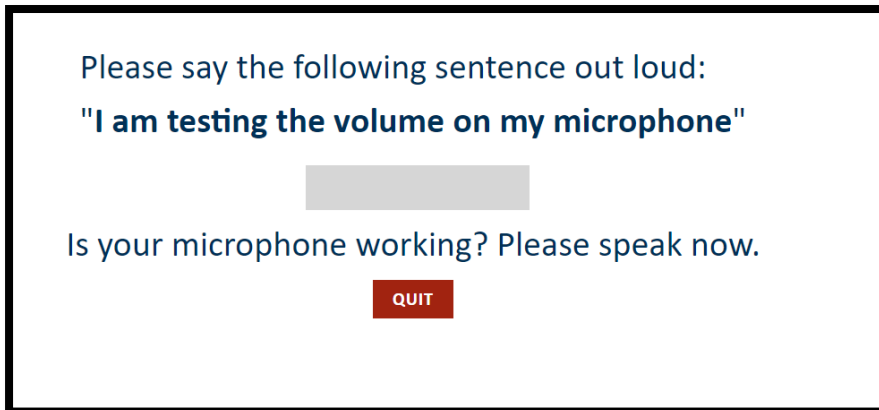 Please say the following sentence out loud:
"I am testing the volume on my microphone"
Is your microphone working? Please speak now.
QUIT